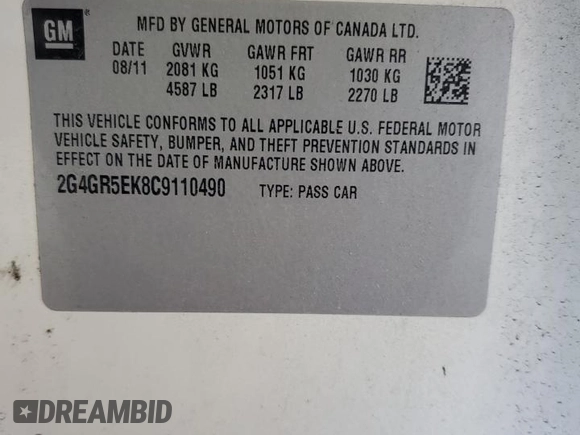 GM
MFD BY GENERAL MOTORS OF CANADA LTD.
DATE GVWR GAWR FRT GAWR RR
08/11 2081 KG 1051 KG 1030 KG
4587 LB 2317 LB 2270 LB
THIS VEHICLE CONFORMS TO ALL APPLICABLE U.S. FEDERAL MOTOR
VEHICLE SAFETY, BUMPER, AND THEFT PREVENTION STANDARDS IN
EFFECT ON THE DATE OF MANUFACTURE SHOWN ABOVE.
2G4GR5EK8C9110490 TYPE: PASS CAR
DREAMBID